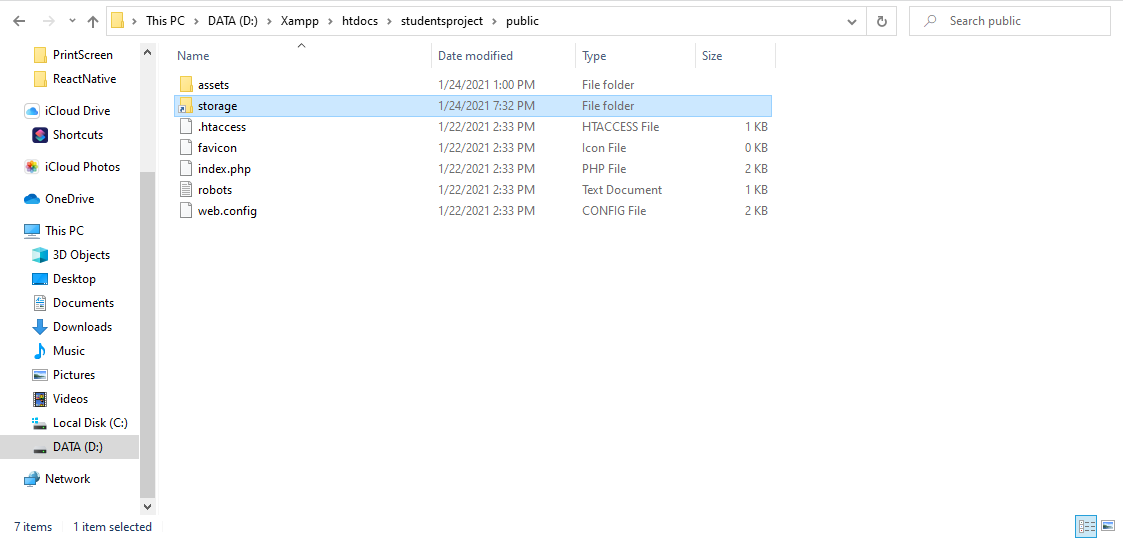 This PC > DATA (D:) > Xampp > htdocs > studentsproject > public
Search public
PrintScreen
ReactNative
iCloud Drive
Shortcuts
iCloud Photos
OneDrive
This PC
3D Objects
Desktop
Documents
Downloads
Music
Pictures
Videos
Local Disk (C:)
DATA (D:)
Network
Name Date modified Type Size
assets 1/24/2021 1:00 PM File folder
storage 1/24/2021 7:32 PM File folder
.htaccess 1/22/2021 2:33 PM HTACCESS File 1 KB
favicon 1/22/2021 2:33 PM Icon File 0 KB
index.php 1/22/2021 2:33 PM PHP File 2 KB
robots 1/22/2021 2:33 PM Text Document 1 KB
web.config 1/22/2021 2:33 PM CONFIG File 2 KB
7 items 1 item selected